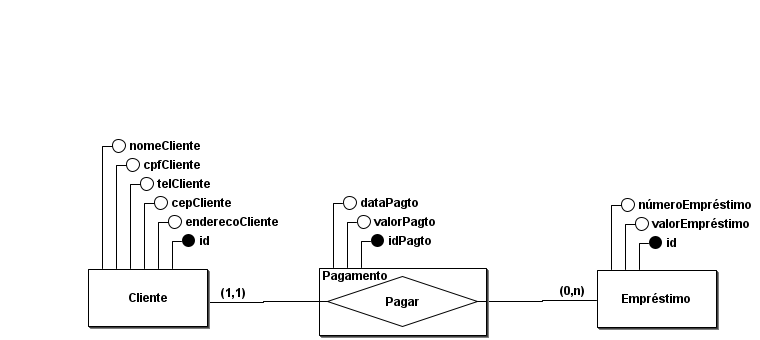 nomeCliente
cpfCliente
telCliente
cepCliente
enderecoCliente
id
dataPagto
valorPagto
idPagto
númeroEmpréstimo
valorEmpréstimo
id
Cliente
(1,1)
Pagamento
Pagar
(0,n)
Empréstimo